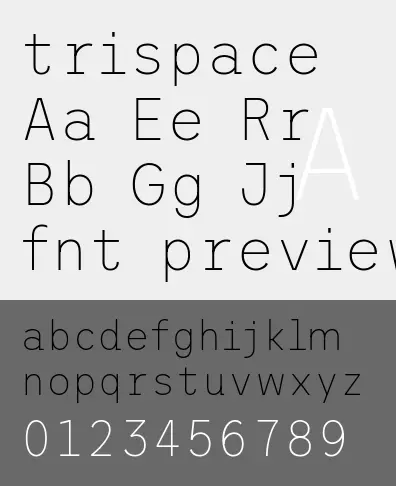 trispace
Aa Ee Rr
A
Bb Gg Jj
fnt preview
abcdefghijklm
nopqrstuvwxyz
0123456789